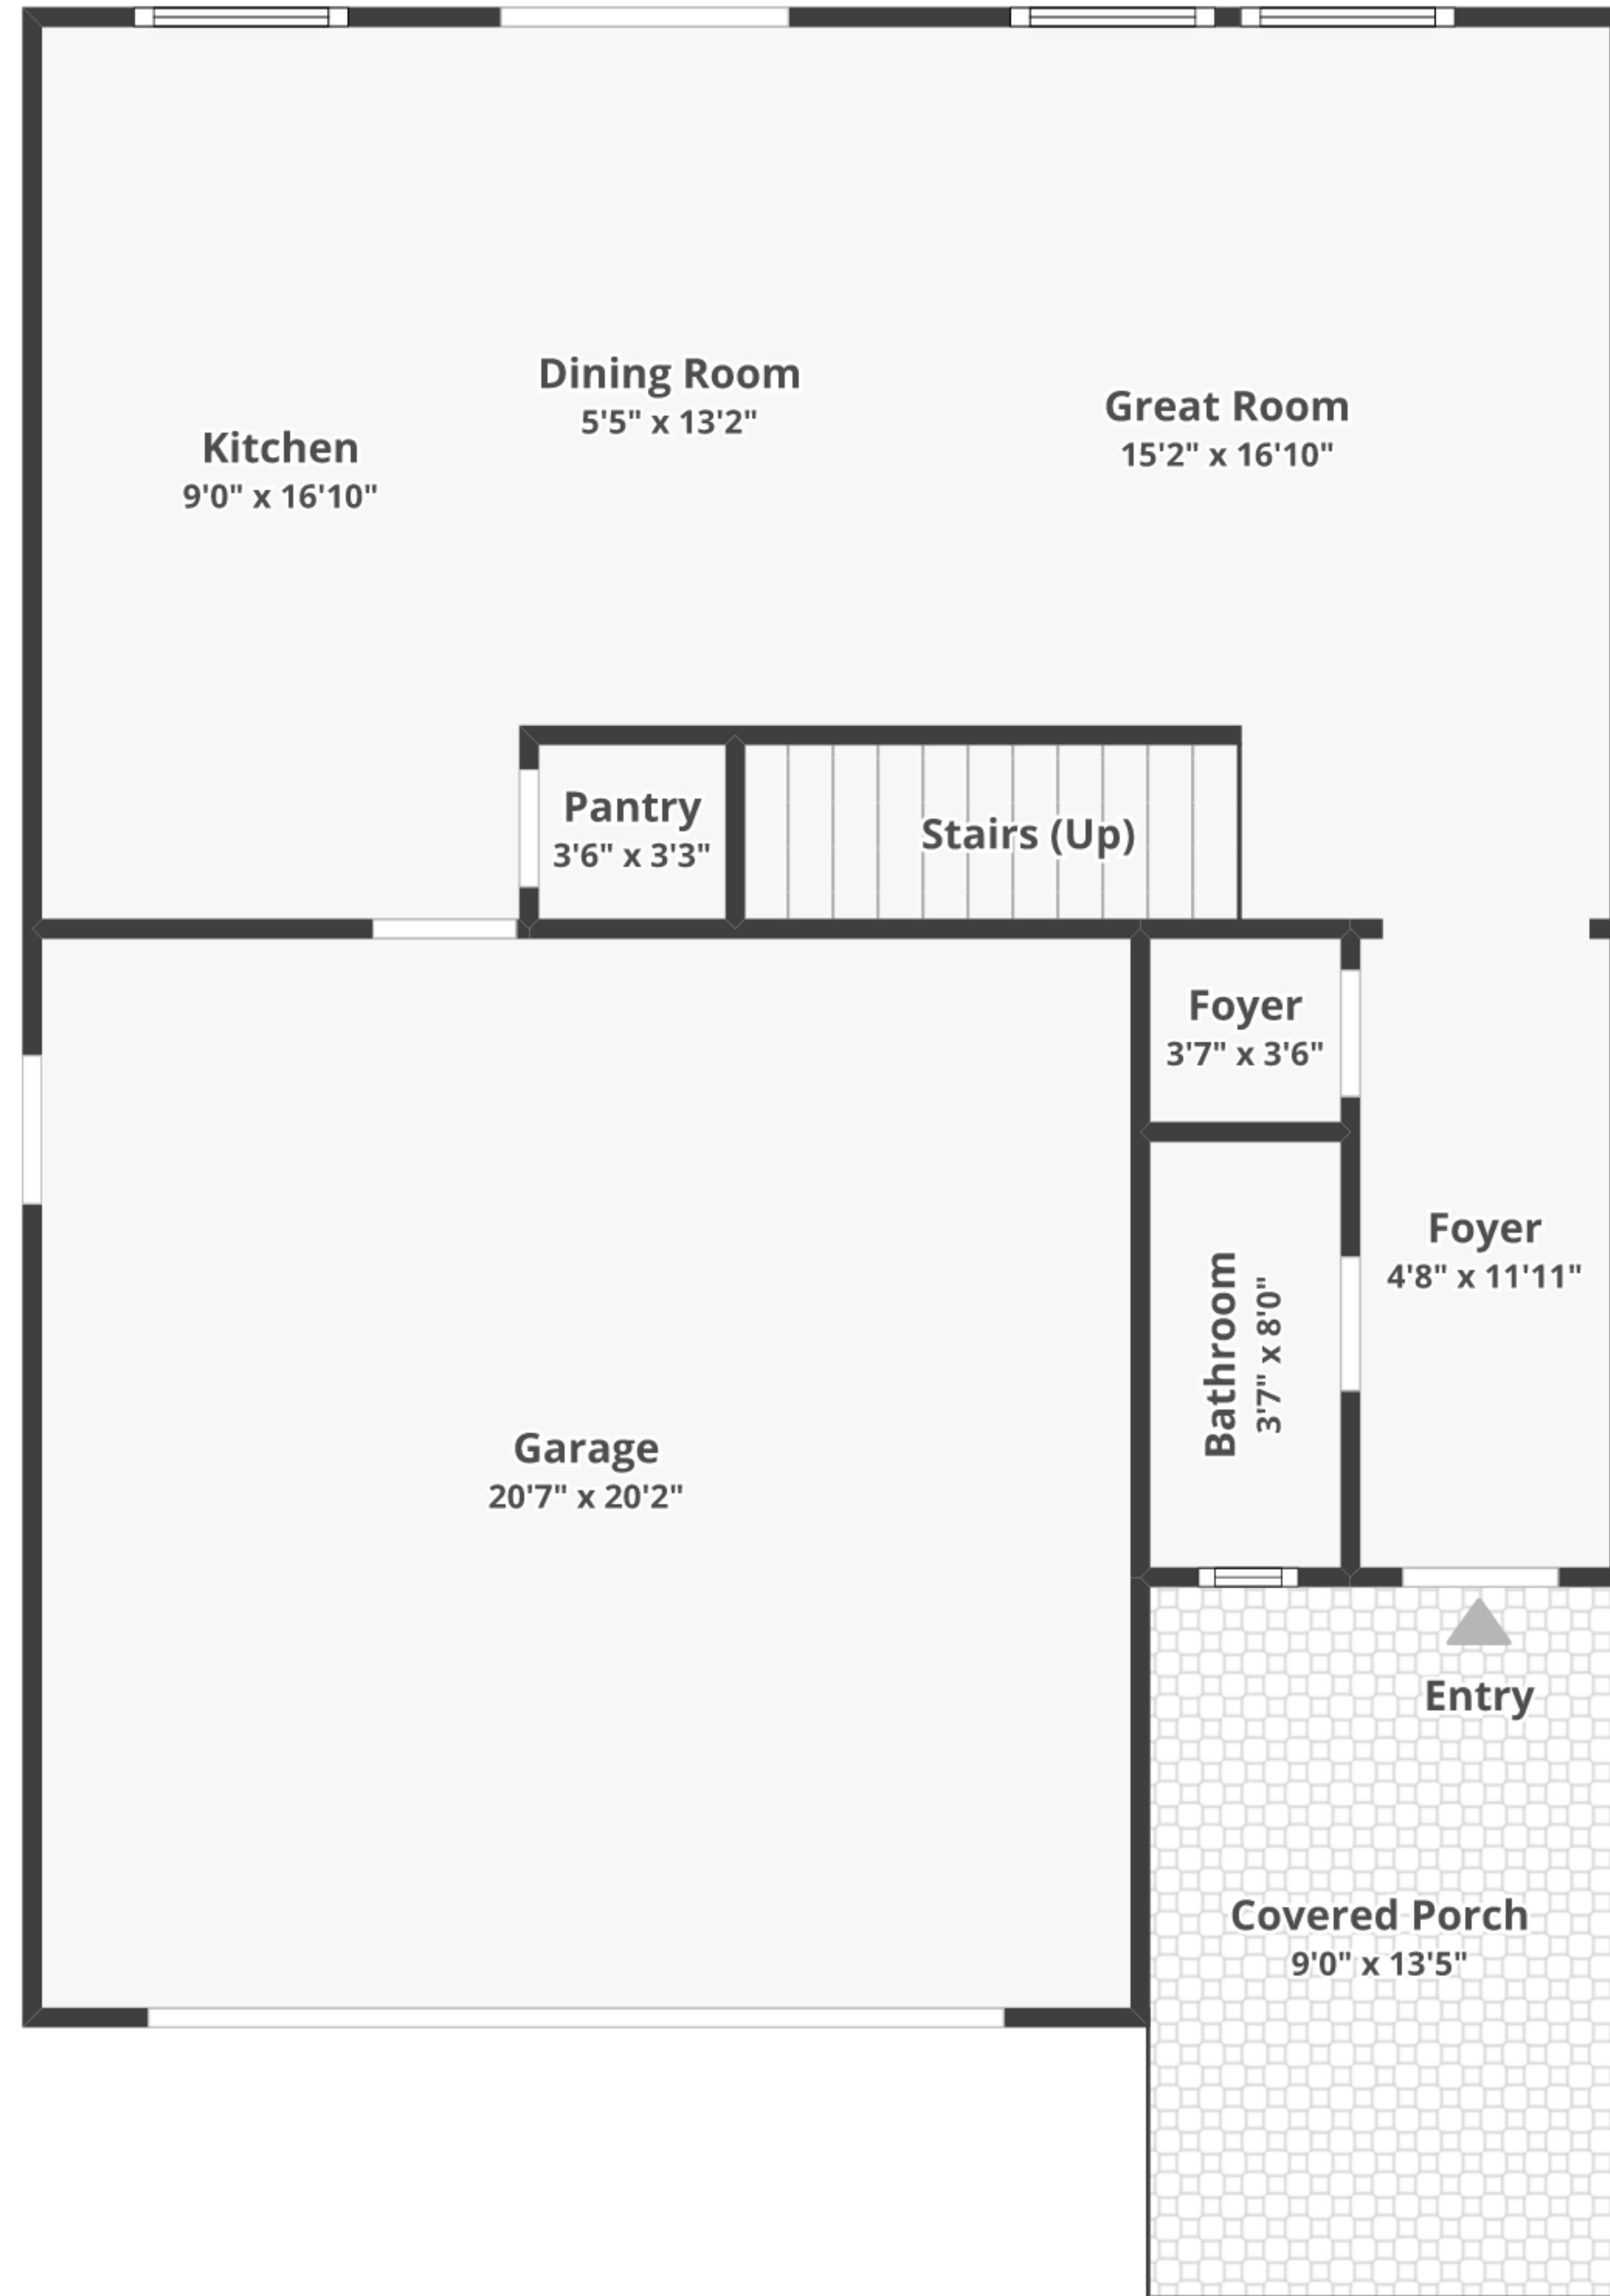 Dining Room
5'5" x 13'2"
Great Room
15'2" x 16'10"
Kitchen
9'0" x 16'10"
Pantry
3'6" x 3'3"
Stairs (Up)
Foyer
3'7" x 3'6"
Foyer
4'8" x 11'11"
Bathroom
3'7" x 8'0"
Garage
20'7" x 20'2"
Entry
Covered Porch
9'0" x 13'5"